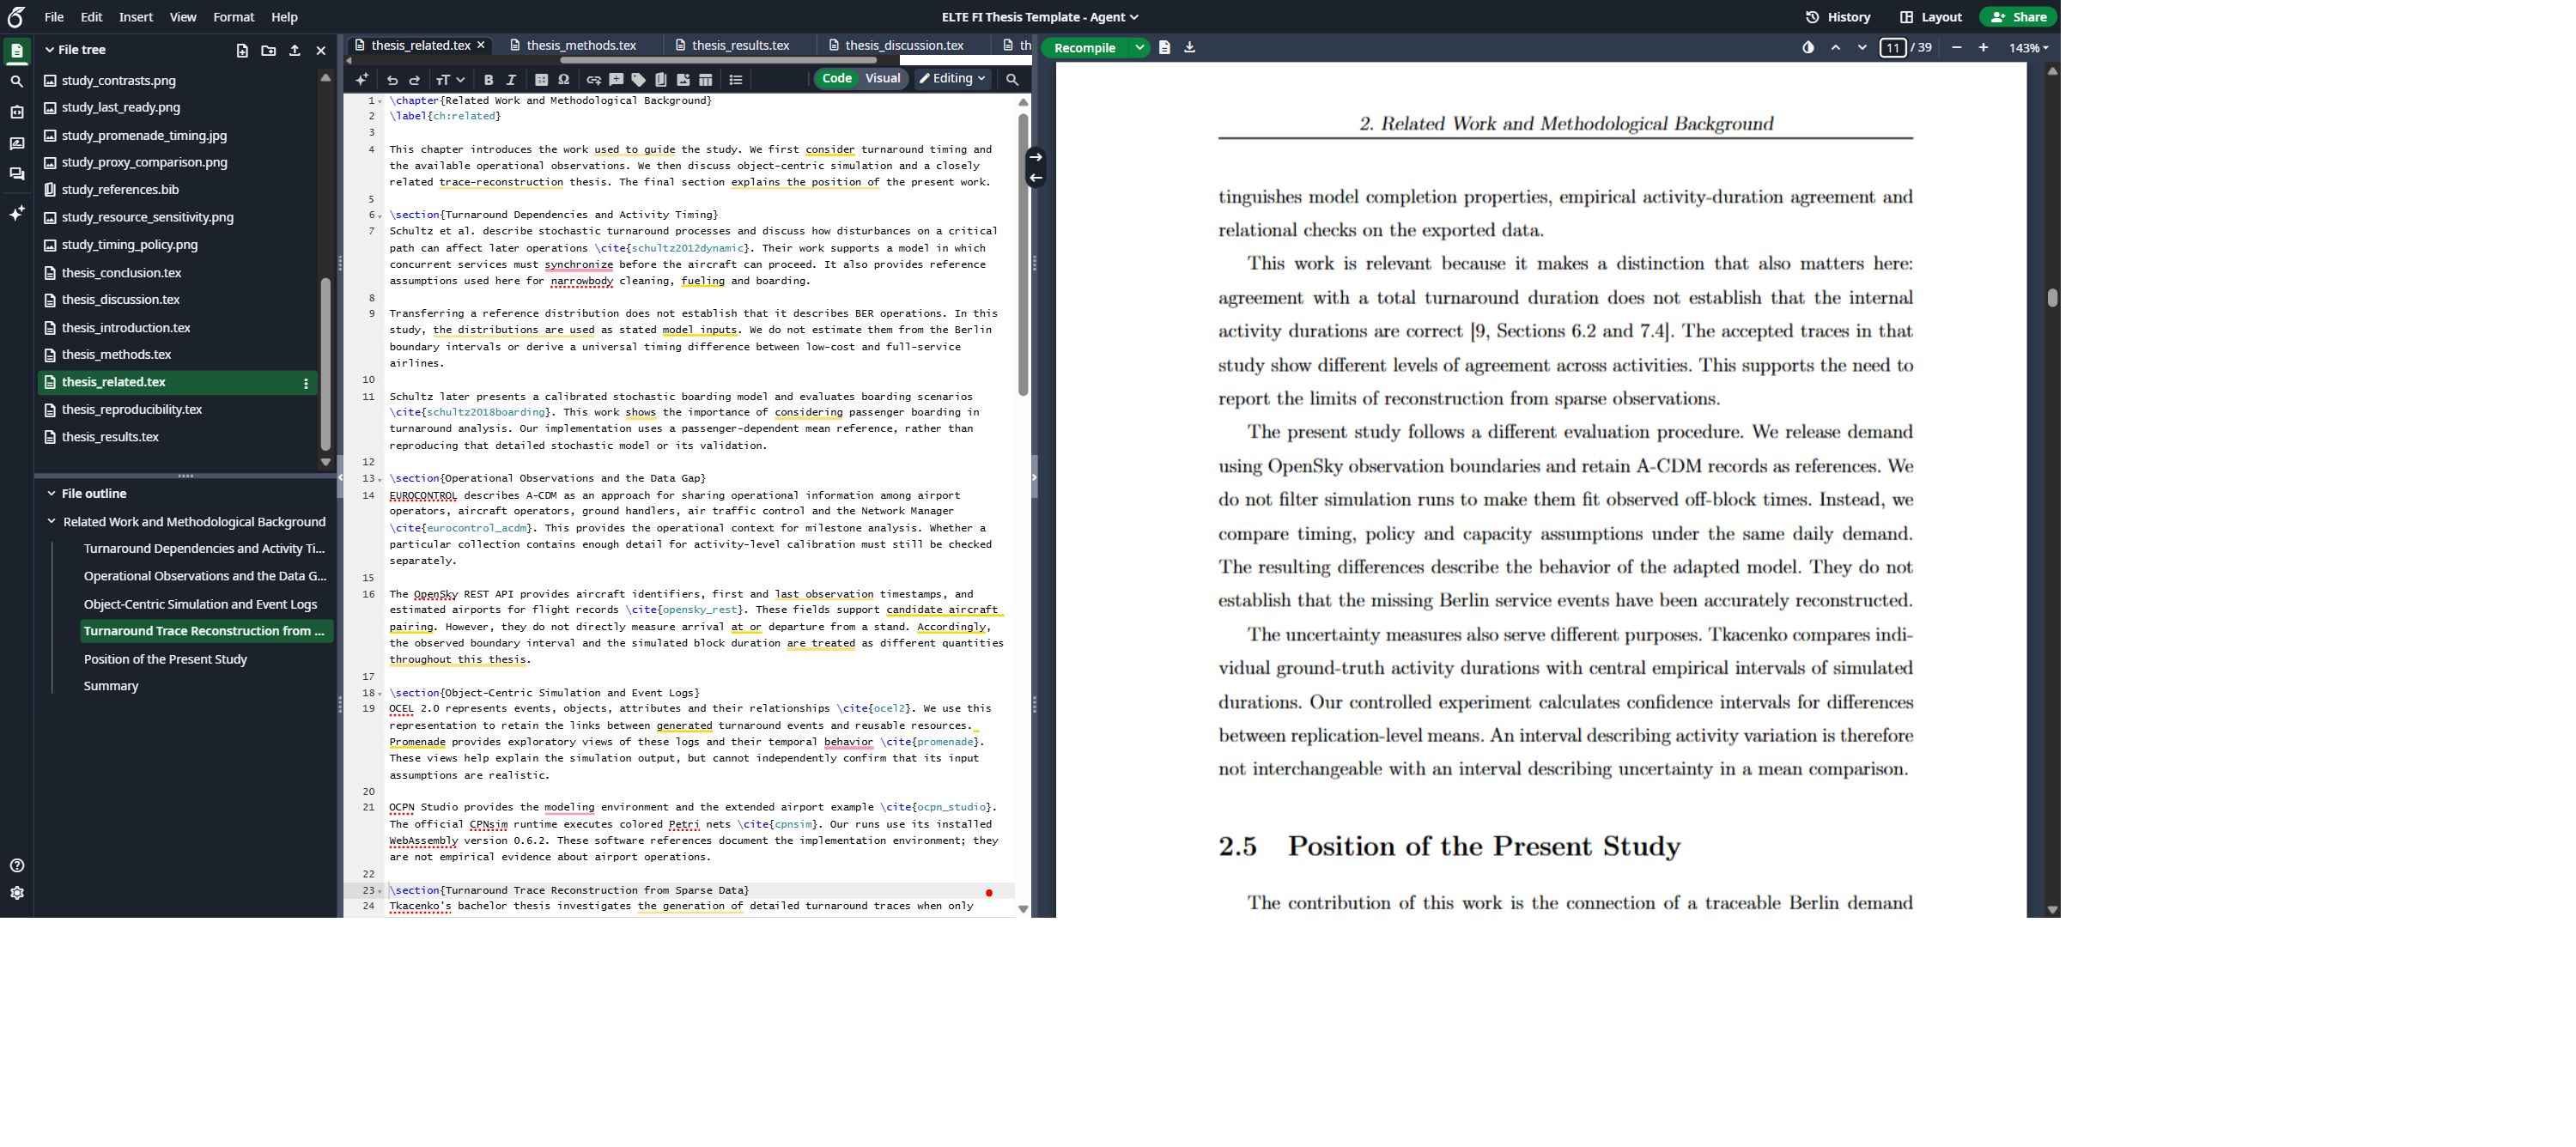 File Edit Insert View Format Help
ELTE FI Thesis Template - Agent
History Layout Share
File tree
study_contrasts.png
study_last_ready.png
study_promenade_timing.jpg
study_proxy_comparison.png
study_references.bib
study_resource_sensitivity.png
study_timing_policy.png
thesis_conclusion.tex
thesis_discussion.tex
thesis_introduction.tex
thesis_methods.tex
thesis_related.tex
thesis_reproducibility.tex
thesis_results.tex
File outline
Related Work and Methodological Background
Turnaround Dependencies and Activity Ti...
Operational Observations and the Data G...
Object-Centric Simulation and Event Logs
Turnaround Trace Reconstruction from ...
Position of the Present Study
Summary
thesis_related.tex thesis_methods.tex thesis_results.tex thesis_discussion.tex th
Code Visual Editing
1 \chapter{Related Work and Methodological Background}
2 \label{ch:related}
3
4 This chapter introduces the work used to guide the study. We first consider turnaround timing and
the available operational observations. We then discuss object-centric simulation and a closely
related trace-reconstruction thesis. The final section explains the position of the present work.
5
6 \section{Turnaround Dependencies and Activity Timing}
7 Schultz et al. describe stochastic turnaround processes and discuss how disturbances on a critical
path can affect later operations \cite{schultz2012dynamic}. Their work supports a model in which
concurrent services must synchronize before the aircraft can proceed. It also provides reference
assumptions used here for narrowbody cleaning, fueling and boarding.
8
9 Transferring a reference distribution does not establish that it describes BER operations. In this
study, the distributions are used as stated model inputs. We do not estimate them from the Berlin
boundary intervals or derive a universal timing difference between low-cost and full-service
airlines.
10
11 Schultz later presents a calibrated stochastic boarding model and evaluates boarding scenarios
\cite{schultz2018boarding}. This work shows the importance of considering passenger boarding in
turnaround analysis. Our implementation uses a passenger-dependent mean reference, rather than
reproducing that detailed stochastic model or its validation.
12
13 \section{Operational Observations and the Data Gap}
14 EUROCONTROL describes A-CDM as an approach for sharing operational information among airport
operators, aircraft operators, ground handlers, air traffic control and the Network Manager
\cite{eurocontrol_acdm}. This provides the operational context for milestone analysis. Whether a
particular collection contains enough detail for activity-level calibration must still be checked
separately.
15
16 The OpenSky REST API provides aircraft identifiers, first and last observation timestamps, and
estimated airports for flight records \cite{opensky_rest}. These fields support candidate aircraft
pairing. However, they do not directly measure arrival at or departure from a stand. Accordingly,
the observed boundary interval and the simulated block duration are treated as different quantities
throughout this thesis.
17
18 \section{Object-Centric Simulation and Event Logs}
19 OCEL 2.0 represents events, objects, attributes and their relationships \cite{ocel2}. We use this
representation to retain the links between generated turnaround events and reusable resources.
Promenade provides exploratory views of these logs and their temporal behavior \cite{promenade}.
These views help explain the simulation output, but cannot independently confirm that its input
assumptions are realistic.
20
21 OCPN Studio provides the modeling environment and the extended airport example \cite{ocpn_studio}.
The official CPNsim runtime executes colored Petri nets \cite{cpnsim}. Our runs use its installed
WebAssembly version 0.6.2. These software references document the implementation environment; they
are not empirical evidence about airport operations.
22
23 \section{Turnaround Trace Reconstruction from Sparse Data}
24 Tkacenko's bachelor thesis investigates the generation of detailed turnaround traces when only
Recompile
11 / 39 143%
2. Related Work and Methodological Background
tinguishes model completion properties, empirical activity-duration agreement and
relational checks on the exported data.
This work is relevant because it makes a distinction that also matters here:
agreement with a total turnaround duration does not establish that the internal
activity durations are correct [9, Sections 6.2 and 7.4]. The accepted traces in that
study show different levels of agreement across activities. This supports the need to
report the limits of reconstruction from sparse observations.
The present study follows a different evaluation procedure. We release demand
using OpenSky observation boundaries and retain A-CDM records as references. We
do not filter simulation runs to make them fit observed off-block times. Instead, we
compare timing, policy and capacity assumptions under the same daily demand.
The resulting differences describe the behavior of the adapted model. They do not
establish that the missing Berlin service events have been accurately reconstructed.
The uncertainty measures also serve different purposes. Tkacenko compares indi-
vidual ground-truth activity durations with central empirical intervals of simulated
durations. Our controlled experiment calculates confidence intervals for differences
between replication-level means. An interval describing activity variation is therefore
not interchangeable with an interval describing uncertainty in a mean comparison.
2.5 Position of the Present Study
The contribution of this work is the connection of a traceable Berlin demand